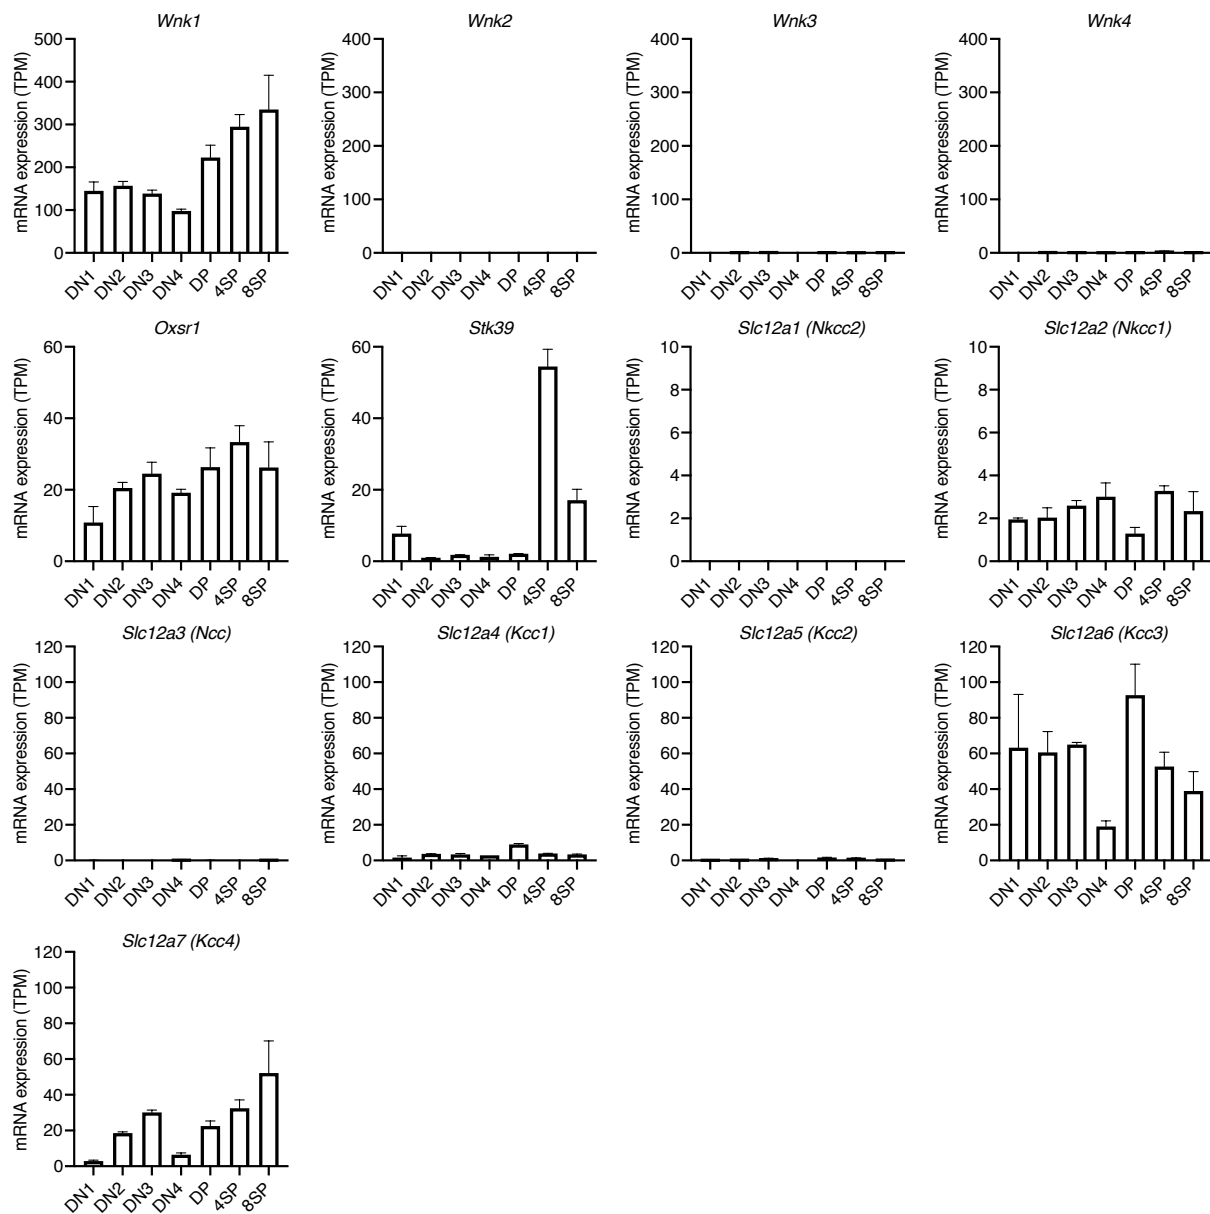 Wnk1
mRNA expression (TPM)
500
400
300
200
100
0
DN1 DN2 DN3 DN4 DP 4SP 8SP
Wnk2
mRNA expression (TPM)
400
300
200
100
0
DN1 DN2 DN3 DN4 DP 4SP 8SP
Wnk3
mRNA expression (TPM)
400
300
200
100
0
DN1 DN2 DN3 DN4 DP 4SP 8SP
Wnk4
mRNA expression (TPM)
400
300
200
100
0
DN1 DN2 DN3 DN4 DP 4SP 8SP
Oxsr1
mRNA expression (TPM)
60
40
20
0
DN1 DN2 DN3 DN4 DP 4SP 8SP
Stk39
mRNA expression (TPM)
60
40
20
0
DN1 DN2 DN3 DN4 DP 4SP 8SP
Slc12a1 (Nkcc2)
mRNA expression (TPM)
10
8
6
4
2
0
DN1 DN2 DN3 DN4 DP 4SP 8SP
Slc12a2 (Nkcc1)
mRNA expression (TPM)
10
8
6
4
2
0
DN1 DN2 DN3 DN4 DP 4SP 8SP
Slc12a3 (Ncc)
mRNA expression (TPM)
120
100
80
60
40
20
0
DN1 DN2 DN3 DN4 DP 4SP 8SP
Slc12a4 (Kcc1)
mRNA expression (TPM)
120
100
80
60
40
20
0
DN1 DN2 DN3 DN4 DP 4SP 8SP
Slc12a5 (Kcc2)
mRNA expression (TPM)
120
100
80
60
40
20
0
DN1 DN2 DN3 DN4 DP 4SP 8SP
Slc12a6 (Kcc3)
mRNA expression (TPM)
120
100
80
60
40
20
0
DN1 DN2 DN3 DN4 DP 4SP 8SP
Slc12a7 (Kcc4)
mRNA expression (TPM)
120
100
80
60
40
20
0
DN1 DN2 DN3 DN4 DP 4SP 8SP